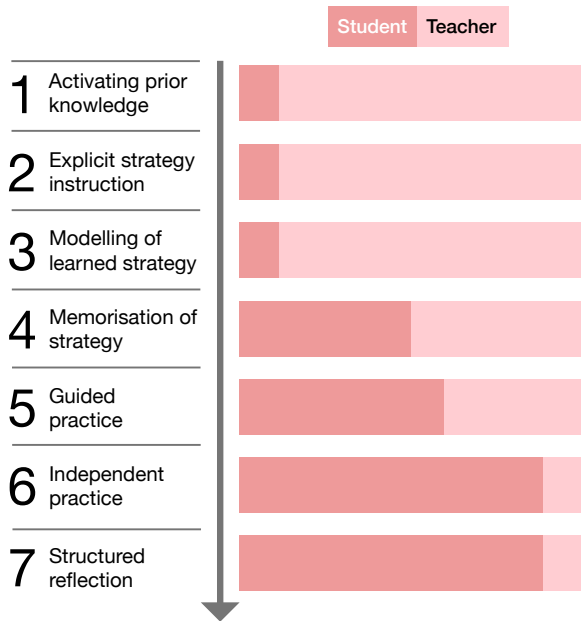 Student Teacher
1 Activating prior
knowledge
2 Explicit strategy
instruction
3 Modelling of
learned strategy
4 Memorisation of
strategy
5 Guided
practice
6 Independent
practice
7 Structured
reflection